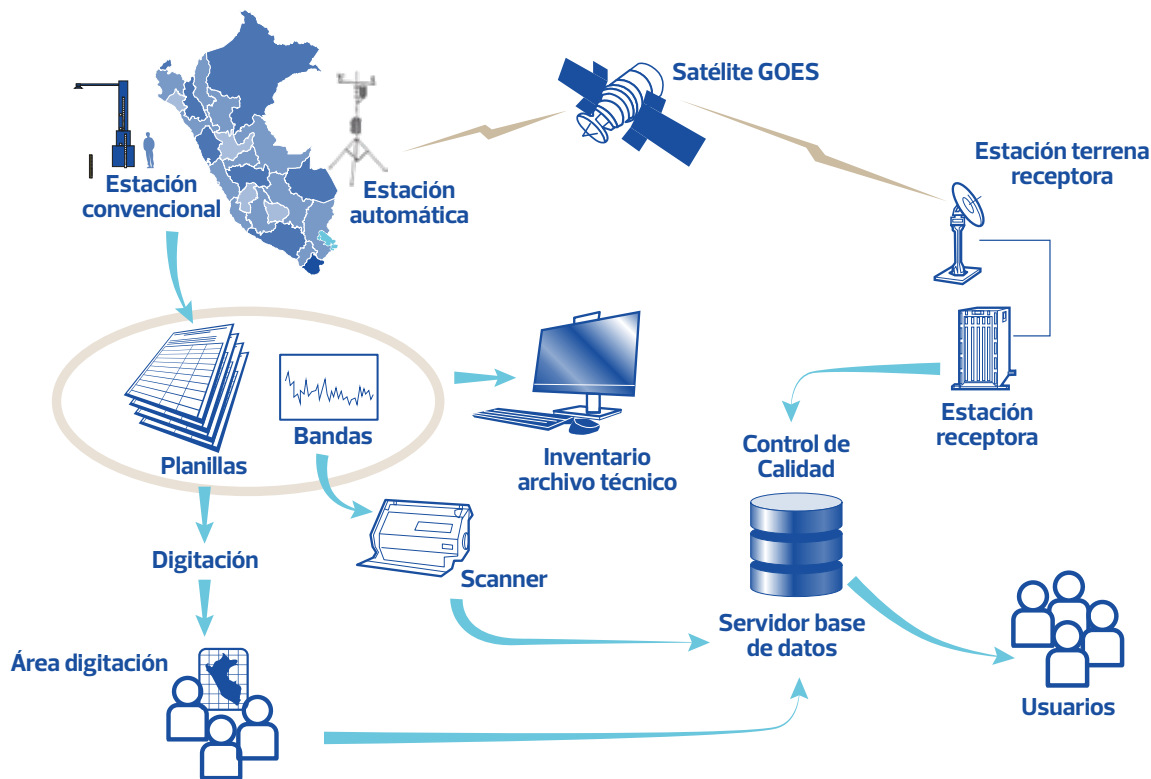 Satélite GOES
Estación terrena
receptora
Estación
convencional
Estación
automática
Planillas
Bandas
Inventario
archivo técnico
Estación
receptora
Control de
Calidad
Digitación
Scanner
Servidor base
de datos
Área digitación
Usuarios